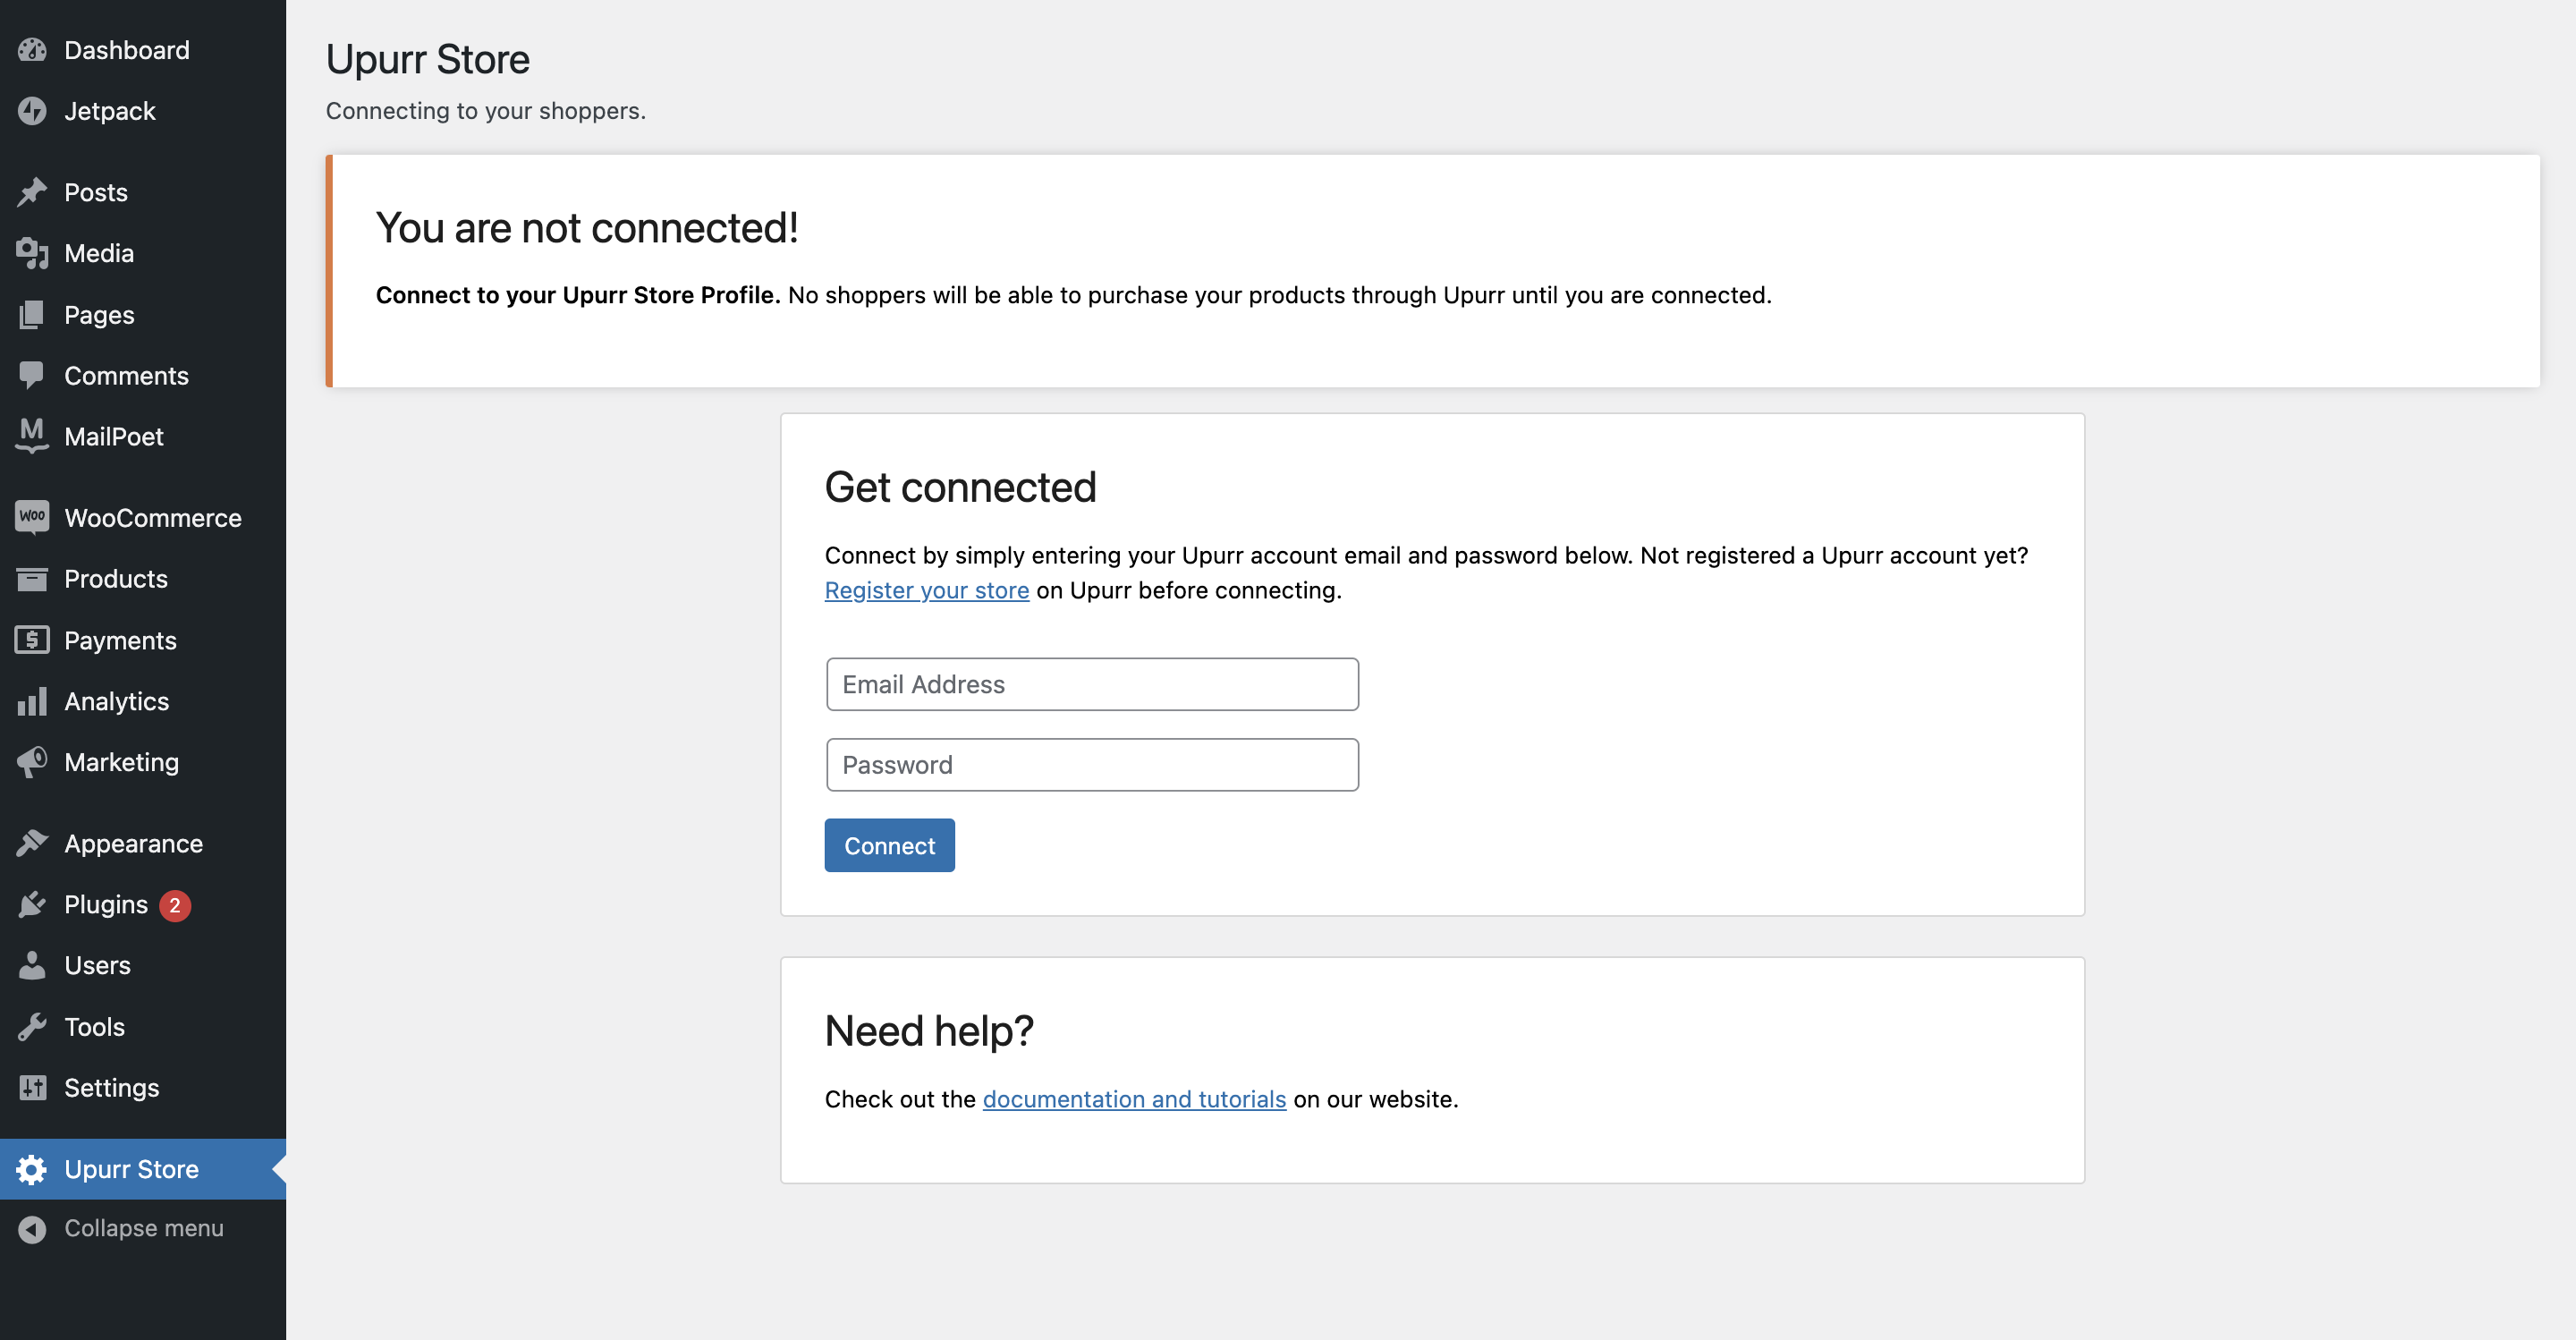 Dashboard
Jetpack
Posts
Media
Pages
Comments
M
MailPoet
Woo
WooCommerce
Products
$
Payments
Analytics
Marketing
Appearance
Plugins 2
Users
Tools
Settings
Upurr Store
Collapse menu
Upurr Store
Connecting to your shoppers.
You are not connected!
Connect to your Upurr Store Profile. No shoppers will be able to purchase your products through Upurr until you are connected.
Get connected
Connect by simply entering your Upurr account email and password below. Not registered a Upurr account yet?
Register your store on Upurr before connecting.
Email Address
Password
Connect
Need help?
Check out the documentation and tutorials on our website.